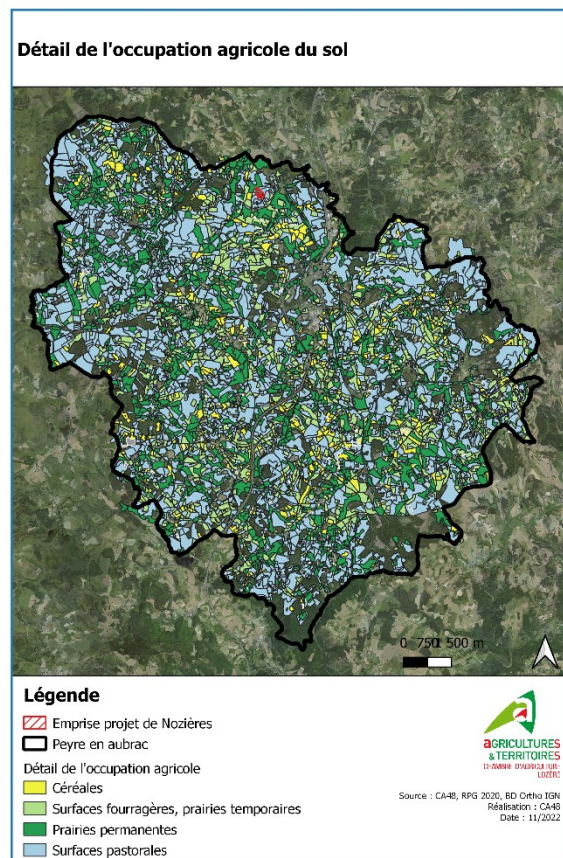 Détail de l'occupation agricole du sol
0 750 1 500 m
Légende
Emprise projet de Nozières
Peyre en aubrac
Détail de l'occupation agricole
Céréales
Surfaces fourragères, prairies temporaires
Prairies permanentes
Surfaces pastorales
aGRICULTURES
& TERRITOIRES
CHAMBRE D'AGRICULTURE
LOZÈRE
Source : CA48, RPG 2020, BD Ortho IGN
Réalisation : CA48
Date : 11/2022